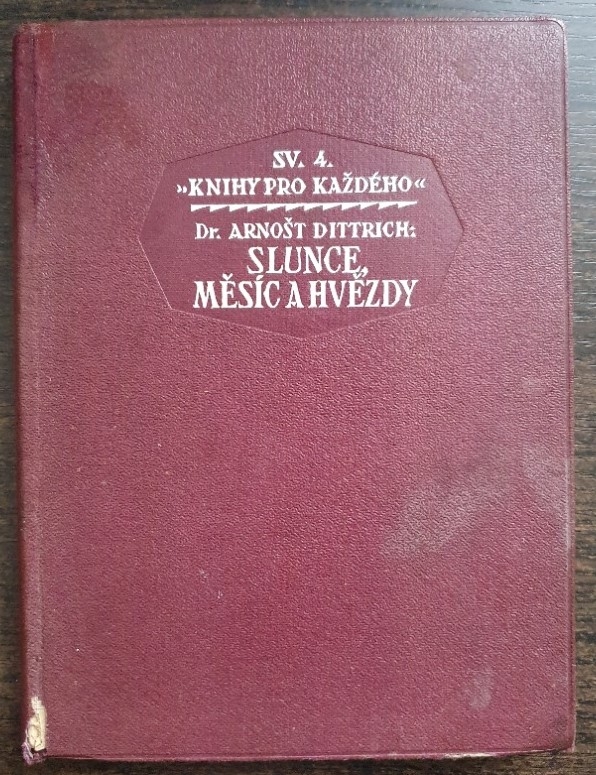 SV. 4.
»KNIHY PRO KAŽDÉHO«
Dr. ARNOŠT DITTRICH:
SLUNCE,
MĚSÍC A HVĚZDY